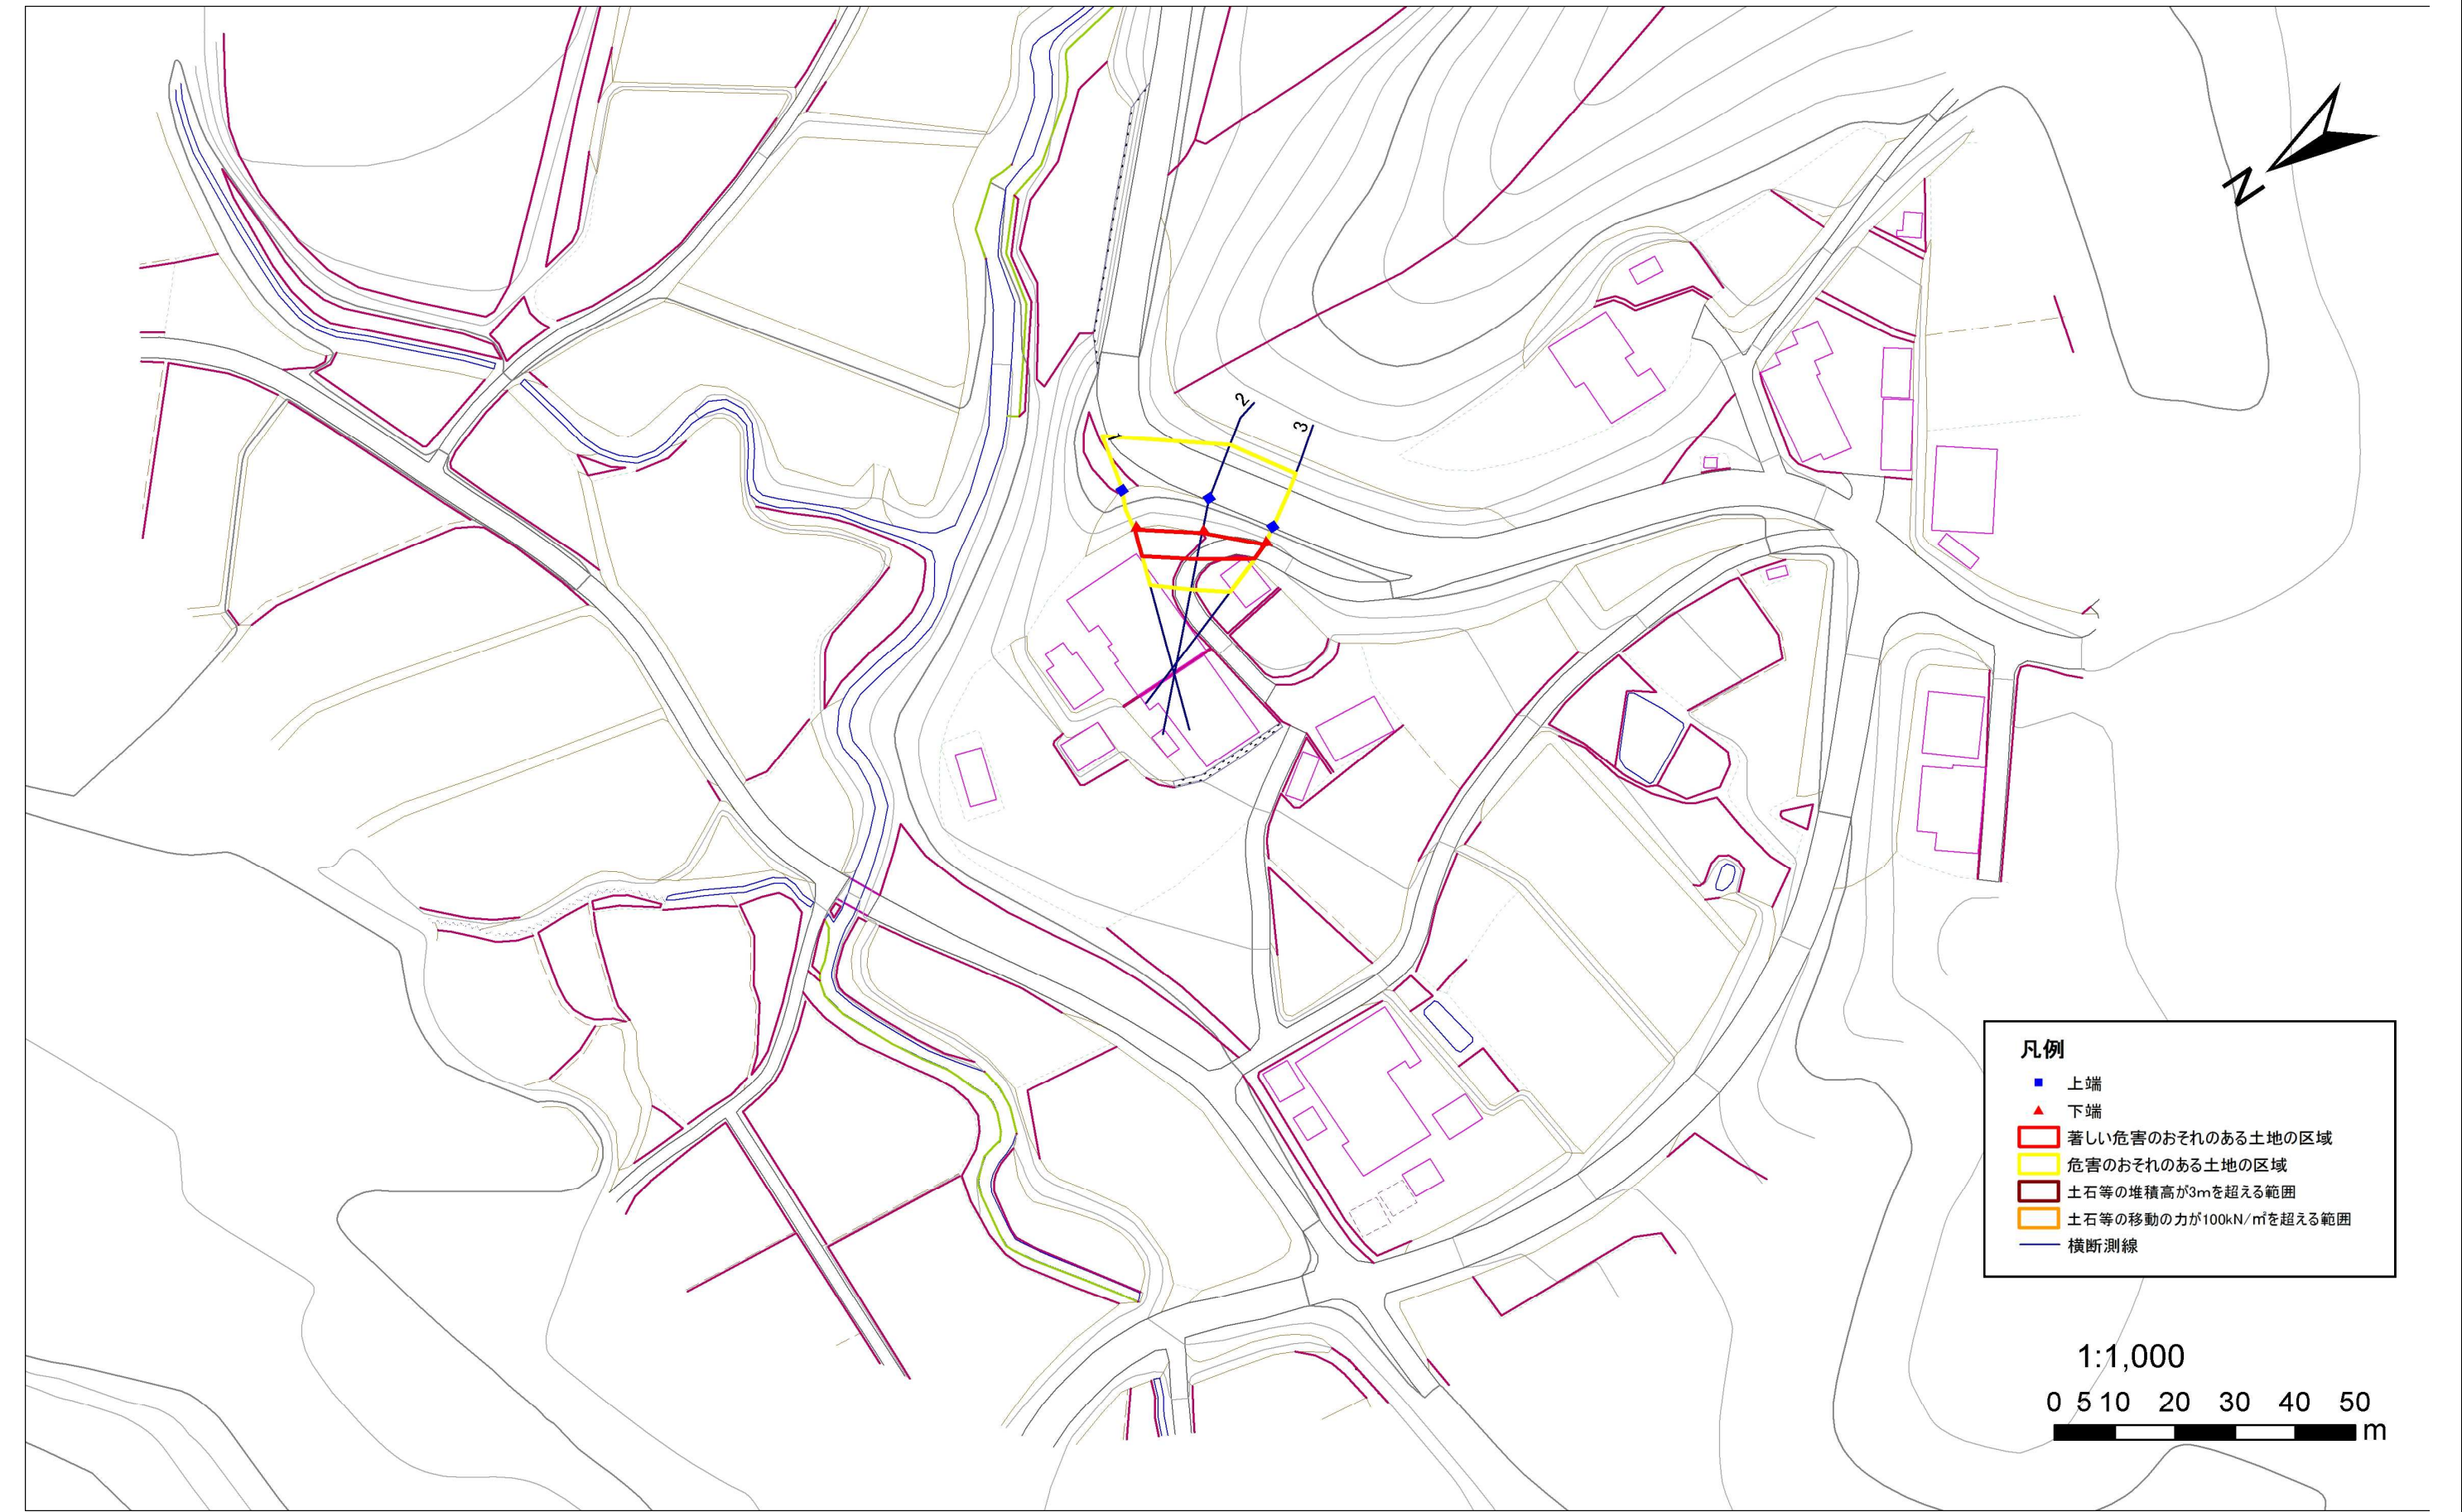 N
1
2
3
凡例
上端
下端
著しい危害のおそれのある土地の区域
危害のおそれのある土地の区域
土石等の堆積高が3mを超える範囲
土石等の移動の力が100kN/㎡を超える範囲
横断測線
1:1,000
0 5 10 20 30 40 50
m